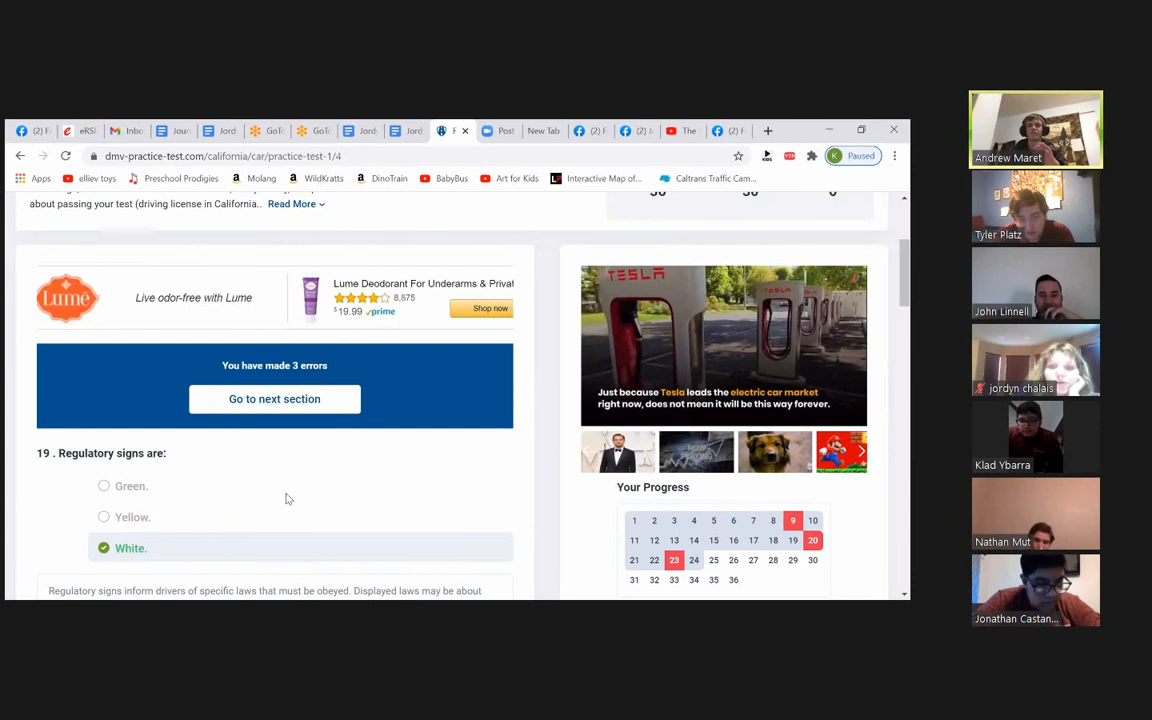 (2) F
eRSI
Inbo
Jour
Jord
GoTo
GoTo
Jord
Jord
F
Post
New Tab
(2) F
(2) J
The
(2) F
dmv-practice-test.com/california/car/practice-test-1/4
Paused
Apps
elliev toys
Preschool Prodigies
Molang
WildKratts
DinoTrain
BabyBus
Art for Kids
Interactive Map of...
Caltrans Traffic Cam...
about passing your test (driving license in California.. Read More
Lumē
Live odor-free with Lume
Lume Deodorant For Underarms & Privat
8,875
$19.99 prime
Shop now
You have made 3 errors
Go to next section
19 . Regulatory signs are:
Green.
Yellow.
White.
Regulatory signs inform drivers of specific laws that must be obeyed. Displayed laws may be about
TESLA
Just because Tesla leads the electric car market
right now, does not mean it will be this way forever.
NOW
Your Progress
1 2 3 4 5 6 7 8 9 10
11 12 13 14 15 16 17 18 19 20
21 22 23 24 25 26 27 28 29 30
31 32 33 34 35 36
Andrew Maret
Tyler Platz
John Linnell
jordyn chalais
Klad Ybarra
Nathan Mut
Jonathan Castan...